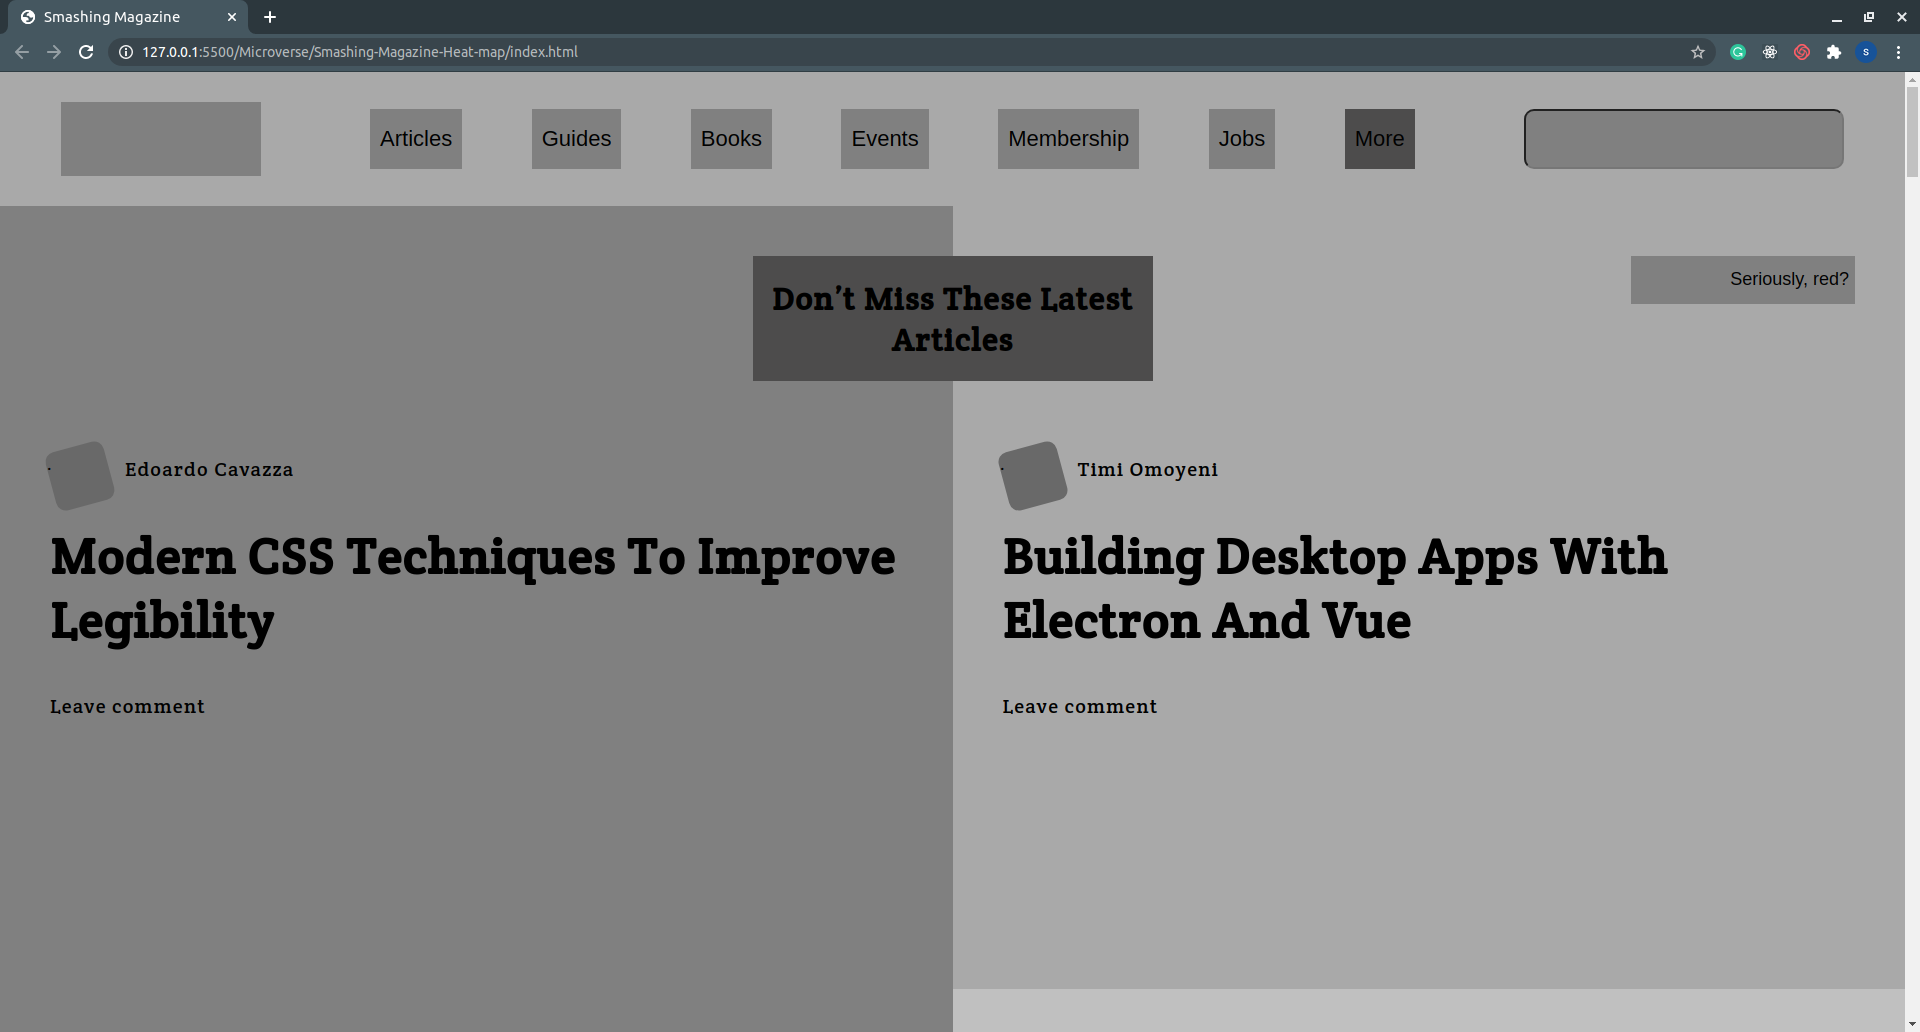 Smashing Magazine
127.0.0.1:5500/Microverse/Smashing-Magazine-Heat-map/index.html
S
Articles
Guides
Books
Events
Membership
Jobs
More
Don’t Miss These Latest
Articles
Seriously, red?
Edoardo Cavazza
Modern CSS Techniques To Improve
Legibility
Leave comment
Timi Omoyeni
Building Desktop Apps With
Electron And Vue
Leave comment